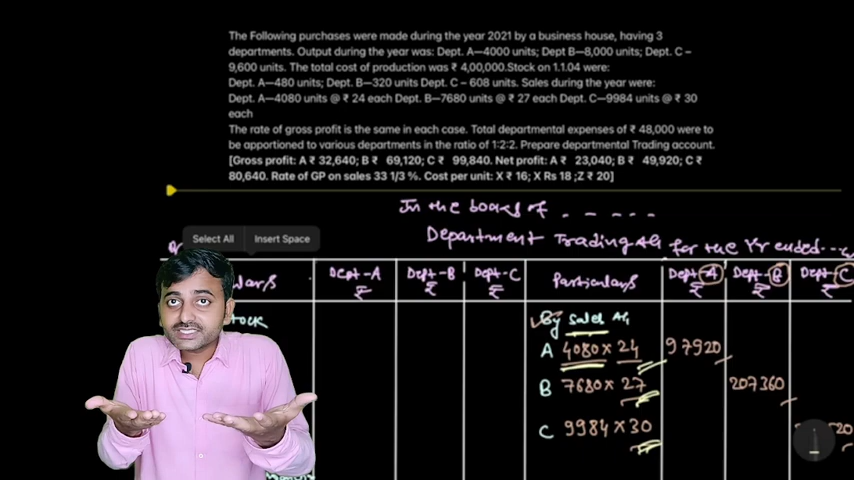 The Following purchases were made during the year 2021 by a business house, having 3
departments. Output during the year was: Dept. A—4000 units; Dept B—8,000 units; Dept. C –
9,600 units. The total cost of production was ₹ 4,00,000.Stock on 1.1.04 were:
Dept. A—480 units; Dept. B—320 units Dept. C – 608 units. Sales during the year were:
Dept. A—4080 units @ ₹ 24 each Dept. B—7680 units @ ₹ 27 each Dept. C—9984 units @ ₹ 30
each
The rate of gross profit is the same in each case. Total departmental expenses of ₹ 48,000 were to
be apportioned to various departments in the ratio of 1:2:2. Prepare departmental Trading account.
[Gross profit: A ₹ 32,640; B ₹ 69,120; C ₹ 99,840. Net profit: A ₹ 23,040; B ₹ 49,920; C ₹
80,640. Rate of GP on sales 33 1/3 %. Cost per unit: X ₹ 16; X Rs 18 ;Z ₹ 20]
In the books of
Select All Insert Space
Department Trading A/c for the Yr ended...
Dept-A ₹ Dept-B ₹ Dept-C ₹ Particulars Dept-A ₹ Dept-B ₹ Dept-C ₹
By Sales A/c
A 4080 x 24 97920
B 7680 x 27 207360
C 9984 x 30